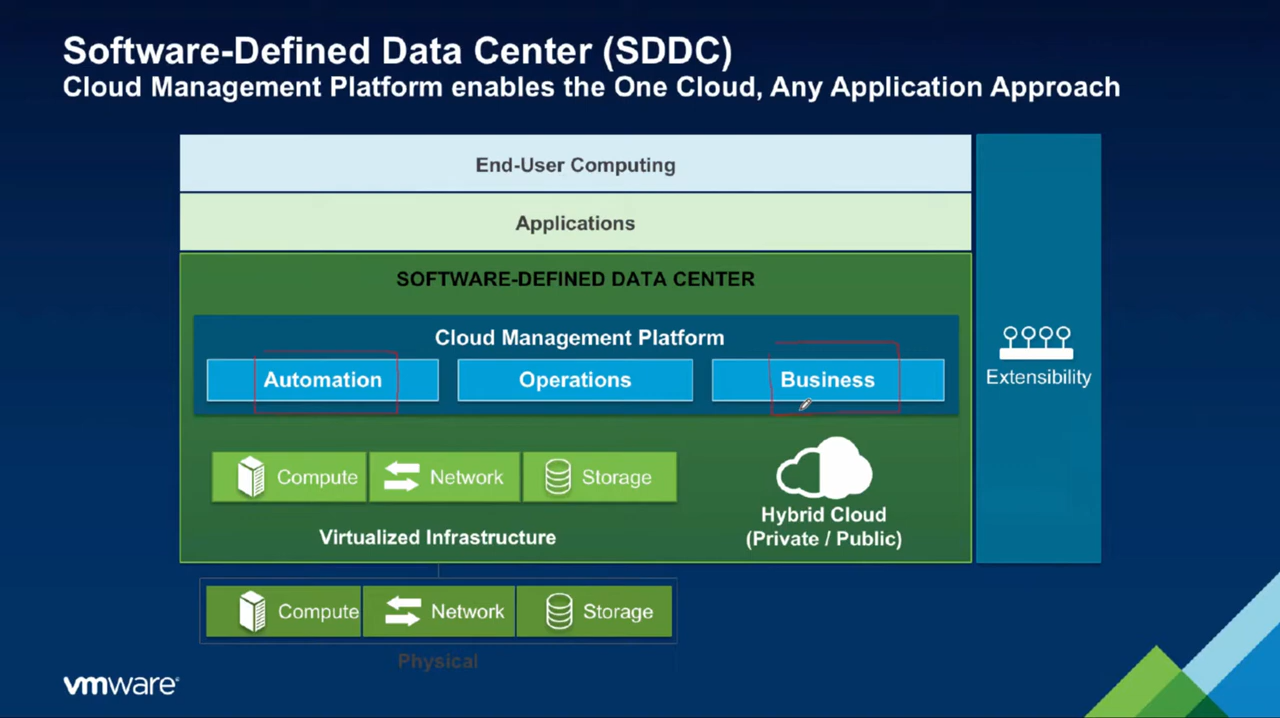 Software-Defined Data Center (SDDC)
Cloud Management Platform enables the One Cloud, Any Application Approach
End-User Computing
Applications
SOFTWARE-DEFINED DATA CENTER
Cloud Management Platform
Automation
Operations
Business
Extensibility
Compute
Network
Storage
Virtualized Infrastructure
Hybrid Cloud
(Private / Public)
Compute
Network
Storage
Physical
vmware